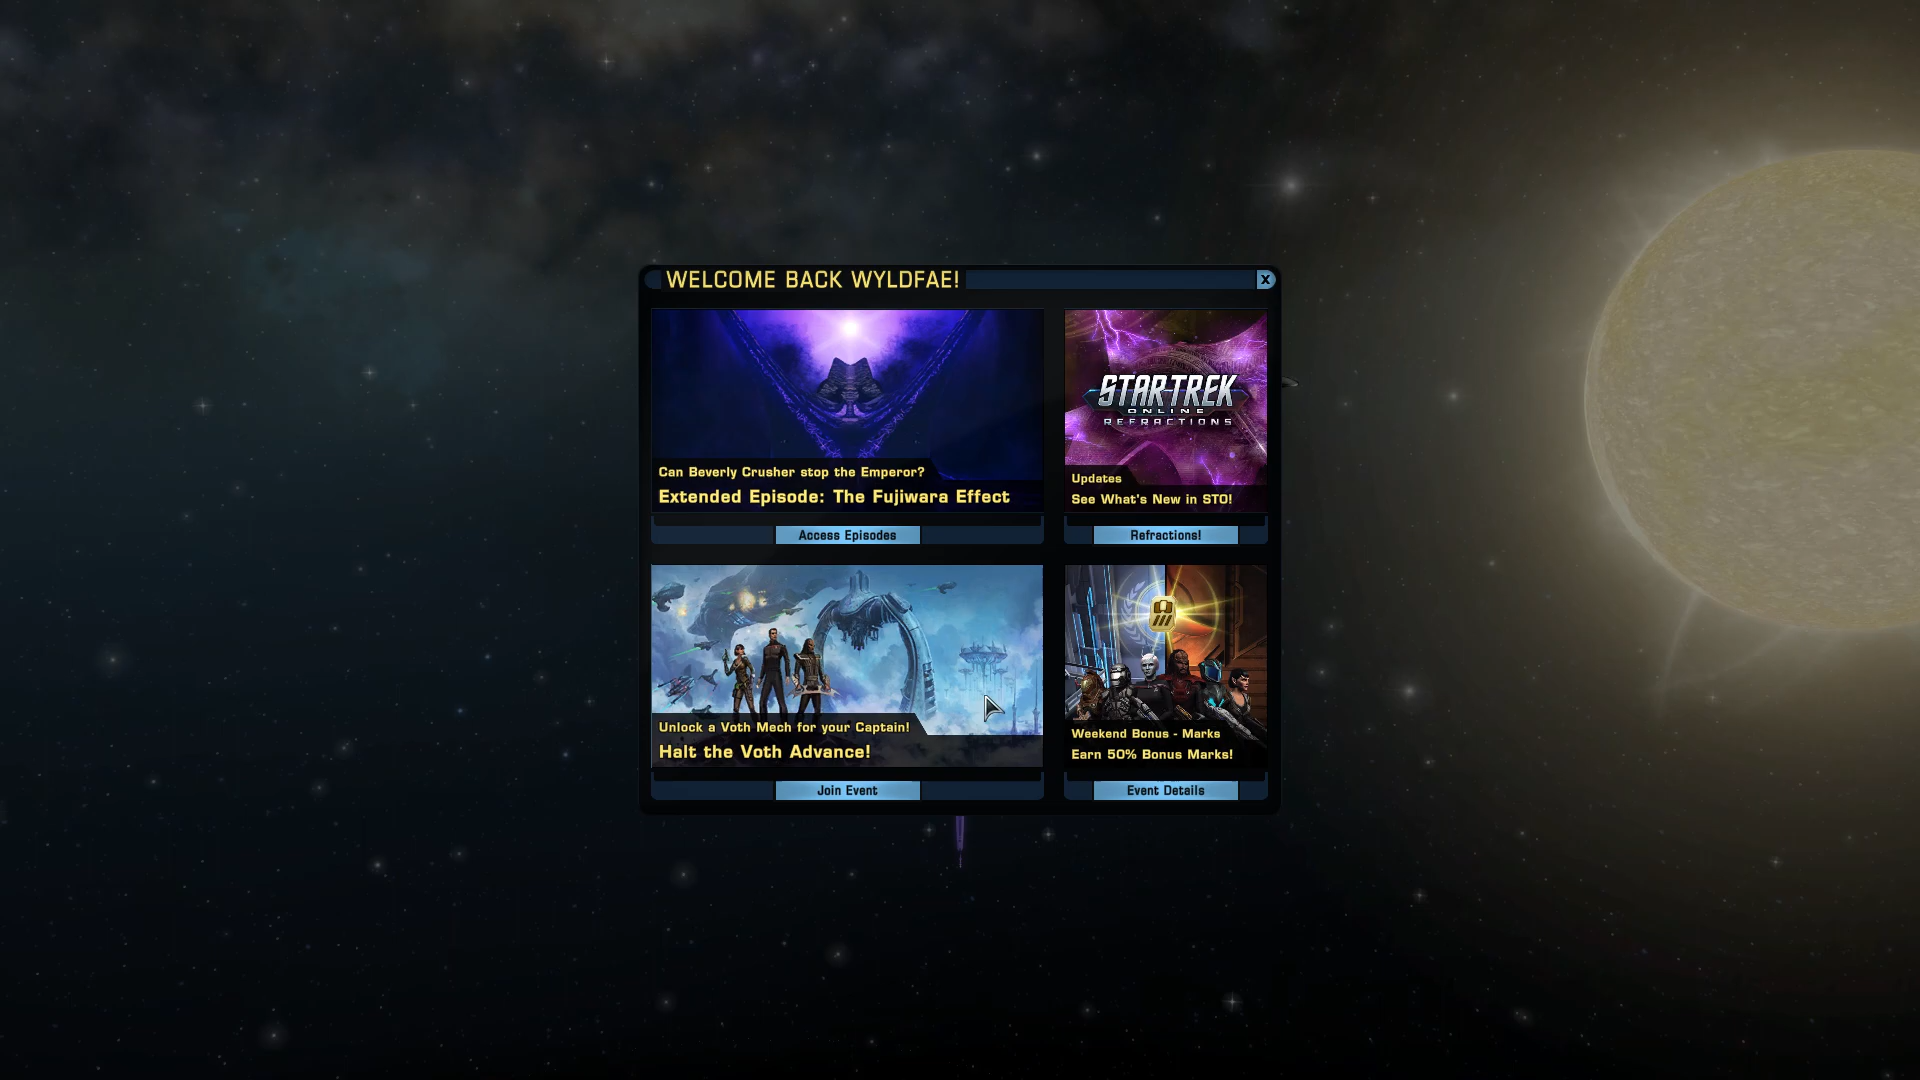 WELCOME BACK WYLDFAE!
X
Can Beverly Crusher stop the Emperor?
Extended Episode: The Fujiwara Effect
Access Episodes
STAR TREK
ONLINE
REFRACTIONS
Updates
See What's New in STO!
Refractions!
Unlock a Voth Mech for your Captain!
Halt the Voth Advance!
Join Event
Weekend Bonus - Marks
Earn 50% Bonus Marks!
Event Details